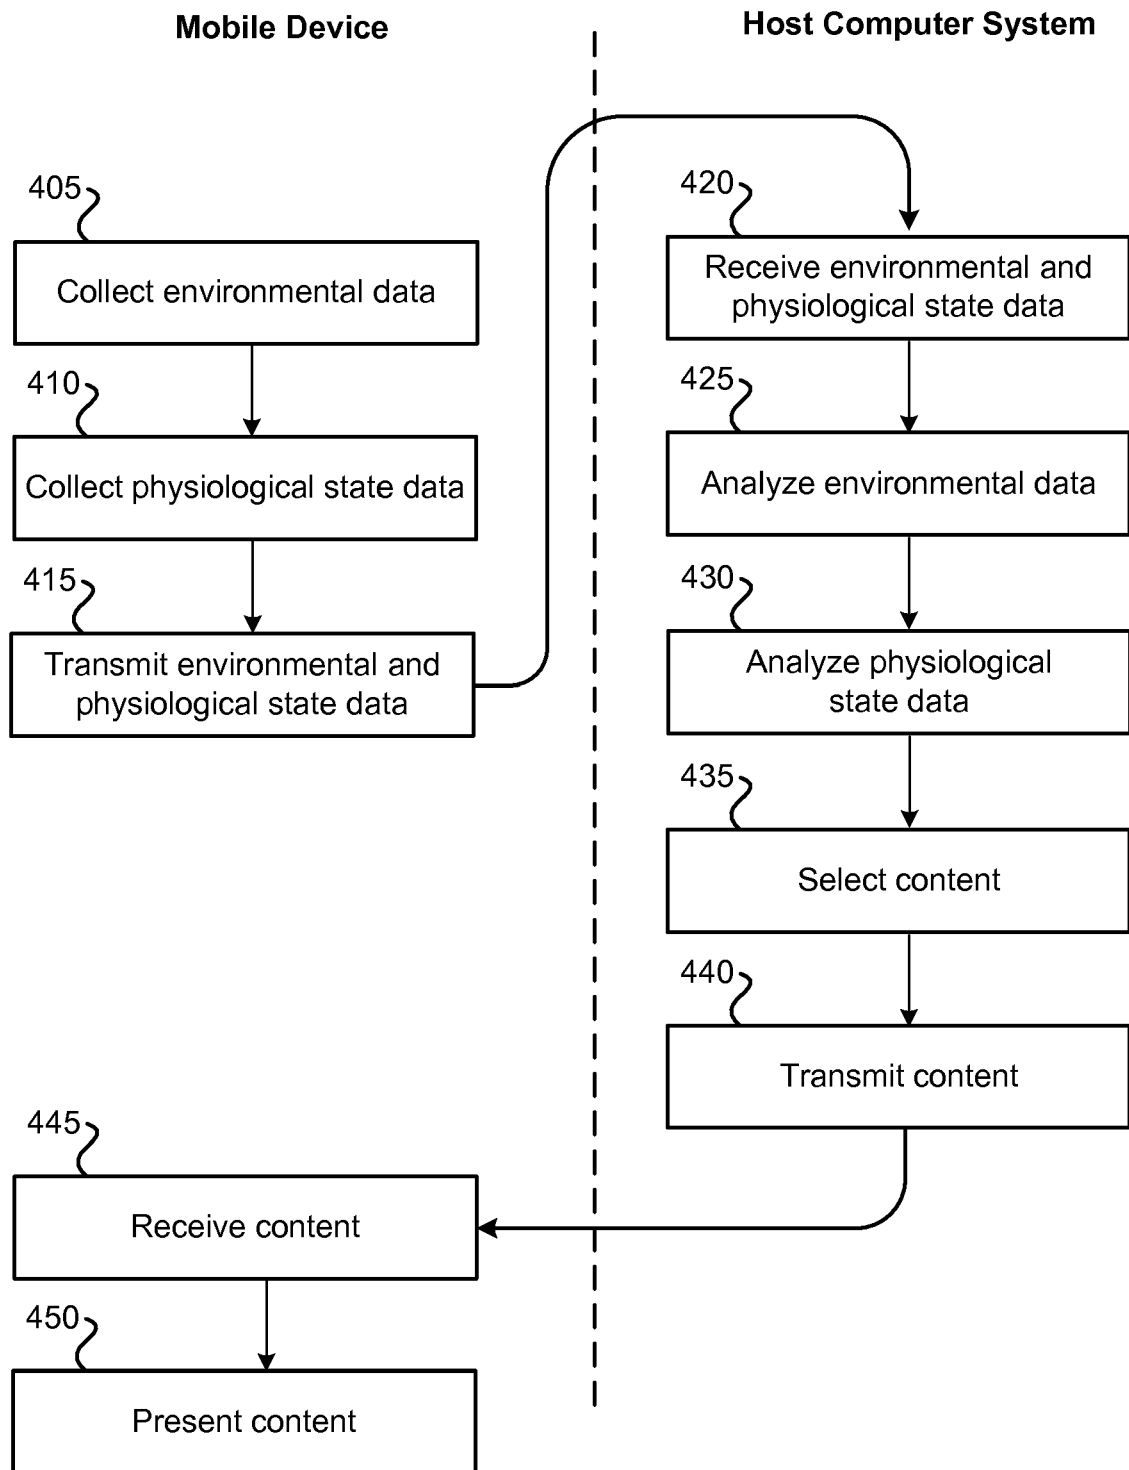 Mobile Device
Host Computer System
405
Collect environmental data
410
Collect physiological state data
415
Transmit environmental and
physiological state data
420
Receive environmental and
physiological state data
425
Analyze environmental data
430
Analyze physiological
state data
435
Select content
440
Transmit content
445
Receive content
450
Present content